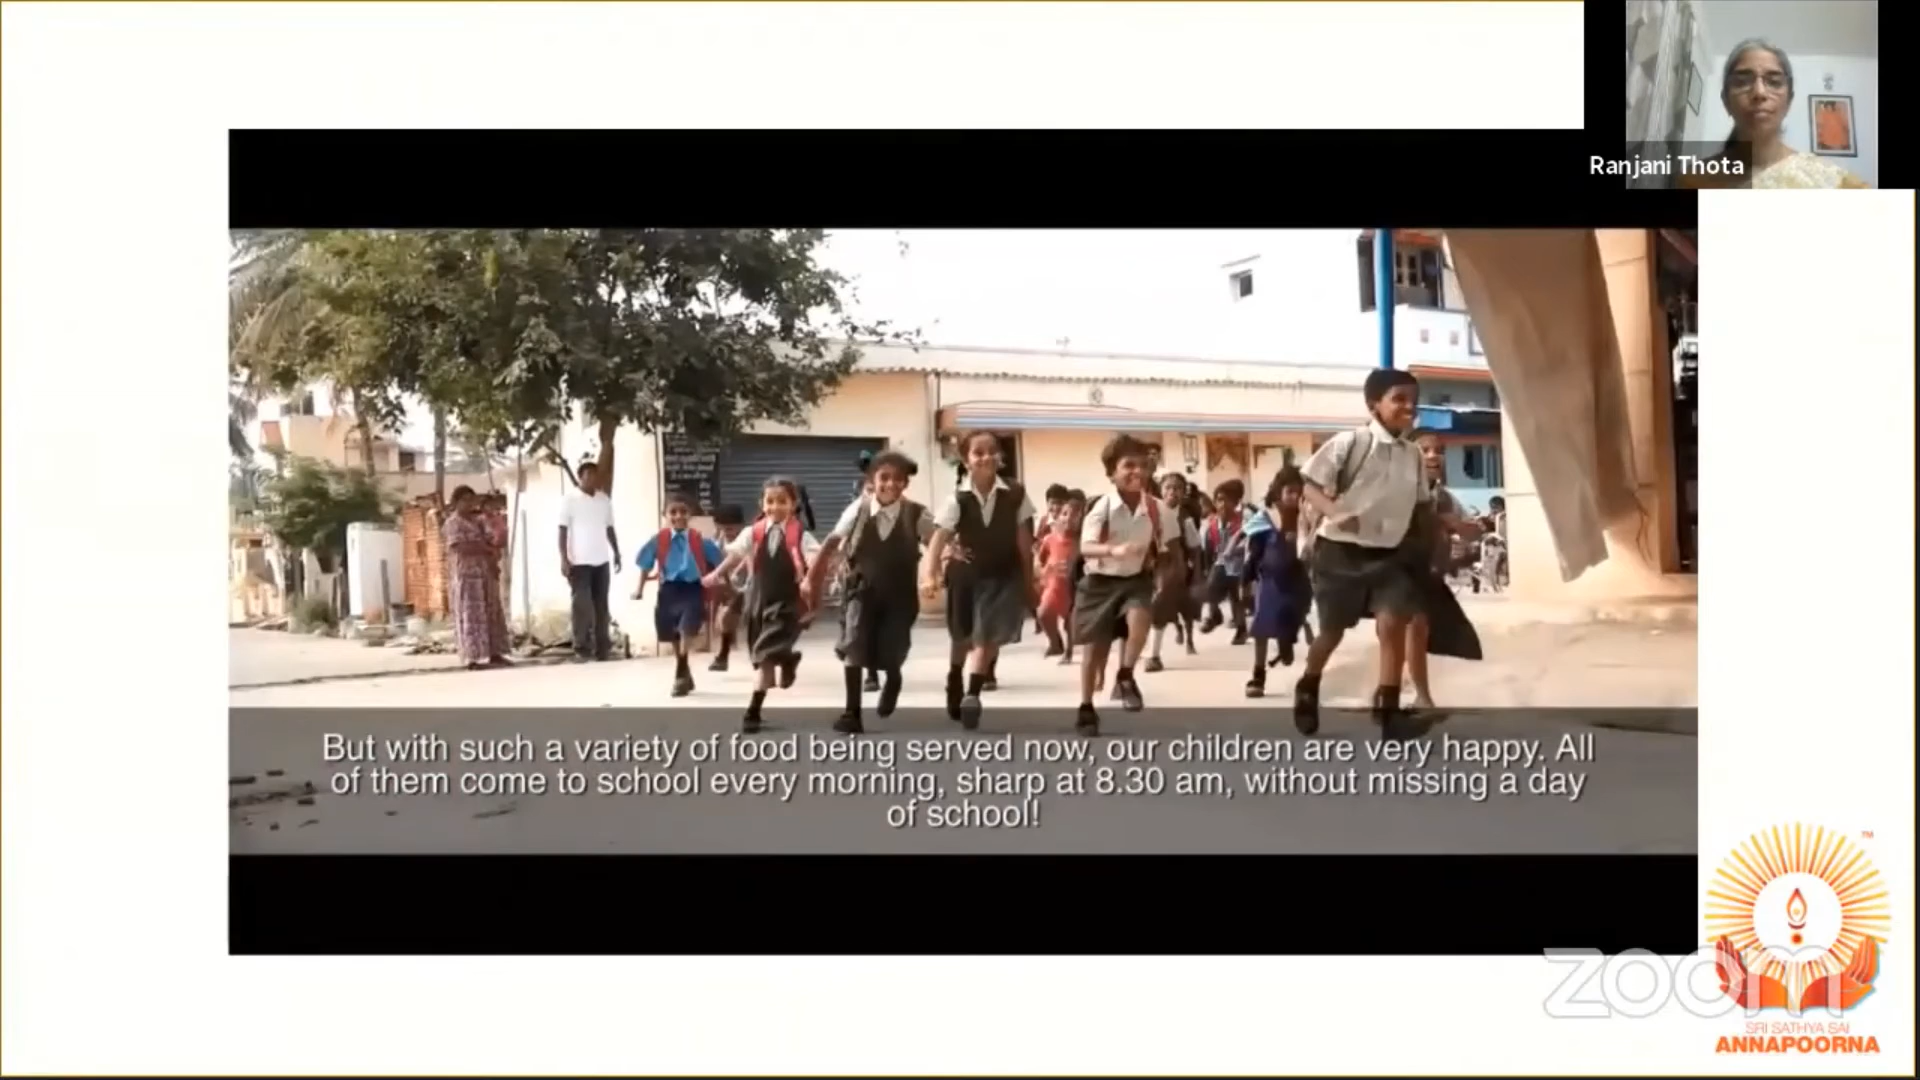 Ranjani Thota
But with such a variety of food being served now, our children are very happy. All
of them come to school every morning, sharp at 8.30 am, without missing a day
of school!
zoom
TM
SRI SATHYA SAI
ANNAPOORNA